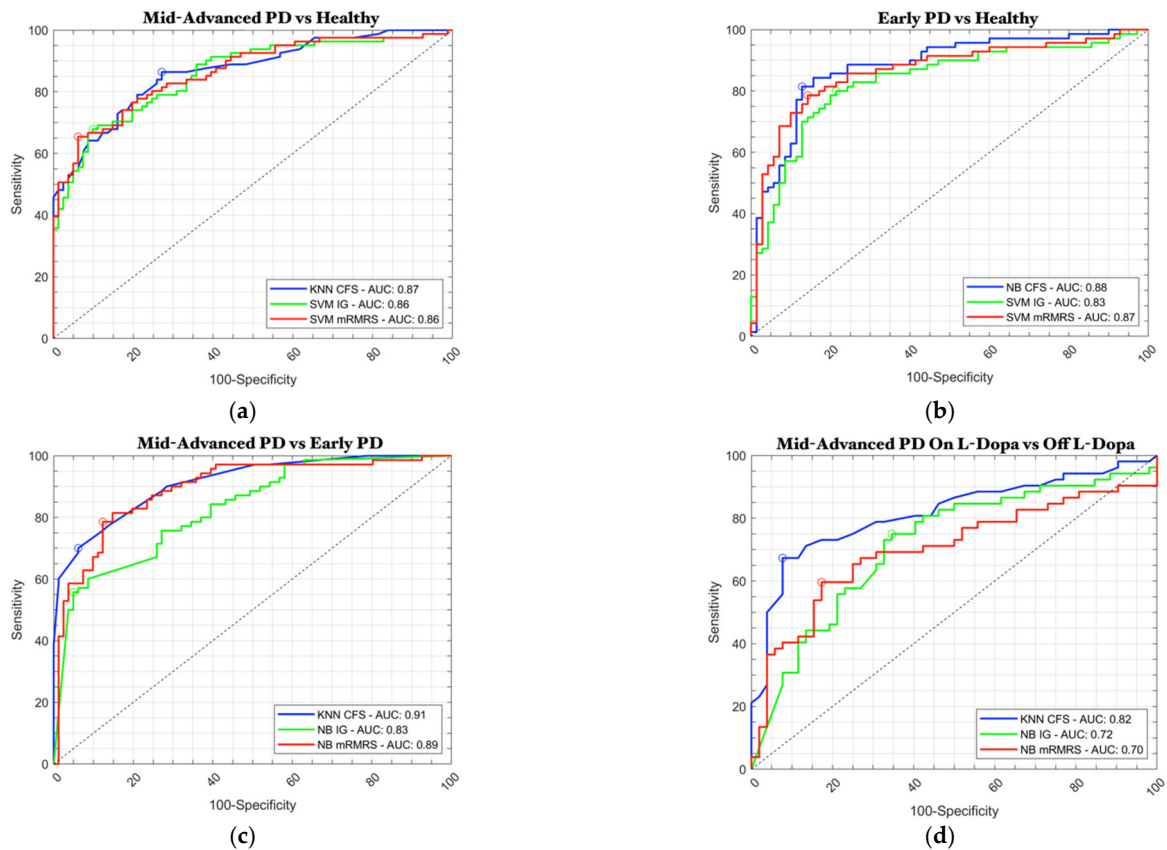 Mid-Advanced PD vs Healthy
Sensitivity
100
80
60
40
20
0
KNN CFS - AUC: 0.87
SVM IG - AUC: 0.86
SVM mRMRS - AUC: 0.86
0 20 40 60 80 100
100-Specificity
(a)
Early PD vs Healthy
Sensitivity
100
80
60
40
20
0
NB CFS - AUC: 0.88
SVM IG - AUC: 0.83
SVM mRMRS - AUC: 0.87
0 20 40 60 80 100
100-Specificity
(b)
Mid-Advanced PD vs Early PD
Sensitivity
100
80
60
40
20
0
KNN CFS - AUC: 0.91
NB IG - AUC: 0.83
NB mRMRS - AUC: 0.89
0 20 40 60 80 100
100-Specificity
(c)
Mid-Advanced PD On L-Dopa vs Off L-Dopa
Sensitivity
100
80
60
40
20
0
KNN CFS - AUC: 0.82
NB IG - AUC: 0.72
NB mRMRS - AUC: 0.70
0 20 40 60 80 100
100-Specificity
(d)